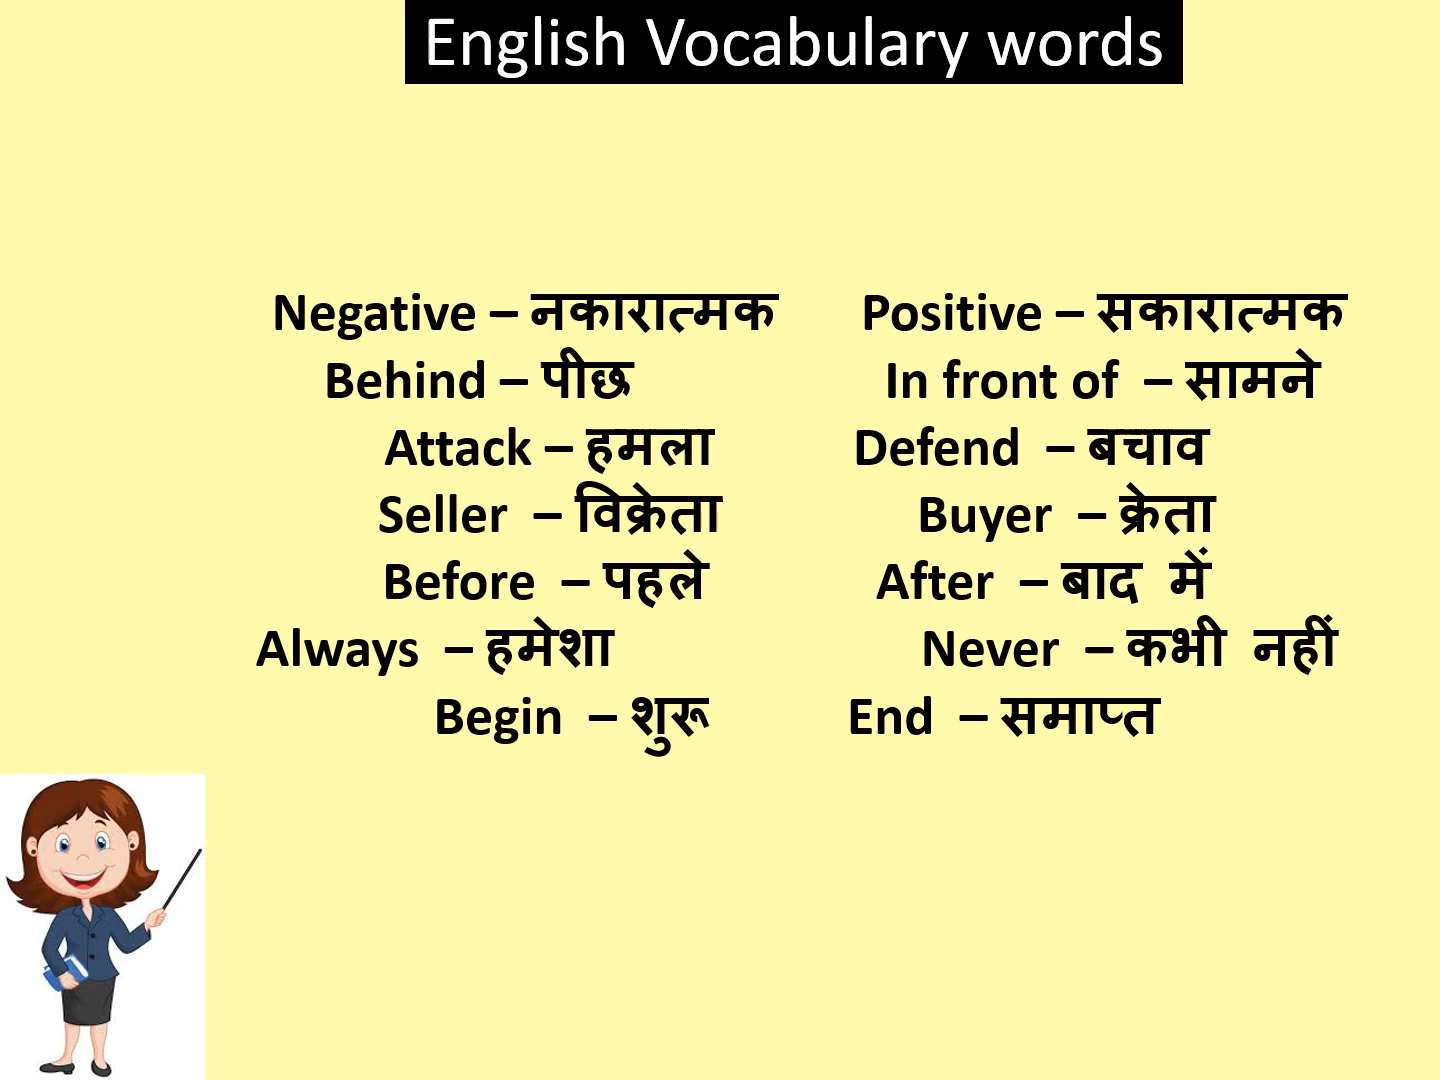 English Vocabulary words
Negative – नकारात्मक Positive – सकारात्मक
Behind – पीछ In front of – सामने
Attack – हमला Defend – बचाव
Seller – विक्रेता Buyer – क्रेता
Before – पहले After – बाद में
Always – हमेशा Never – कभी नहीं
Begin – शुरू End – समाप्त